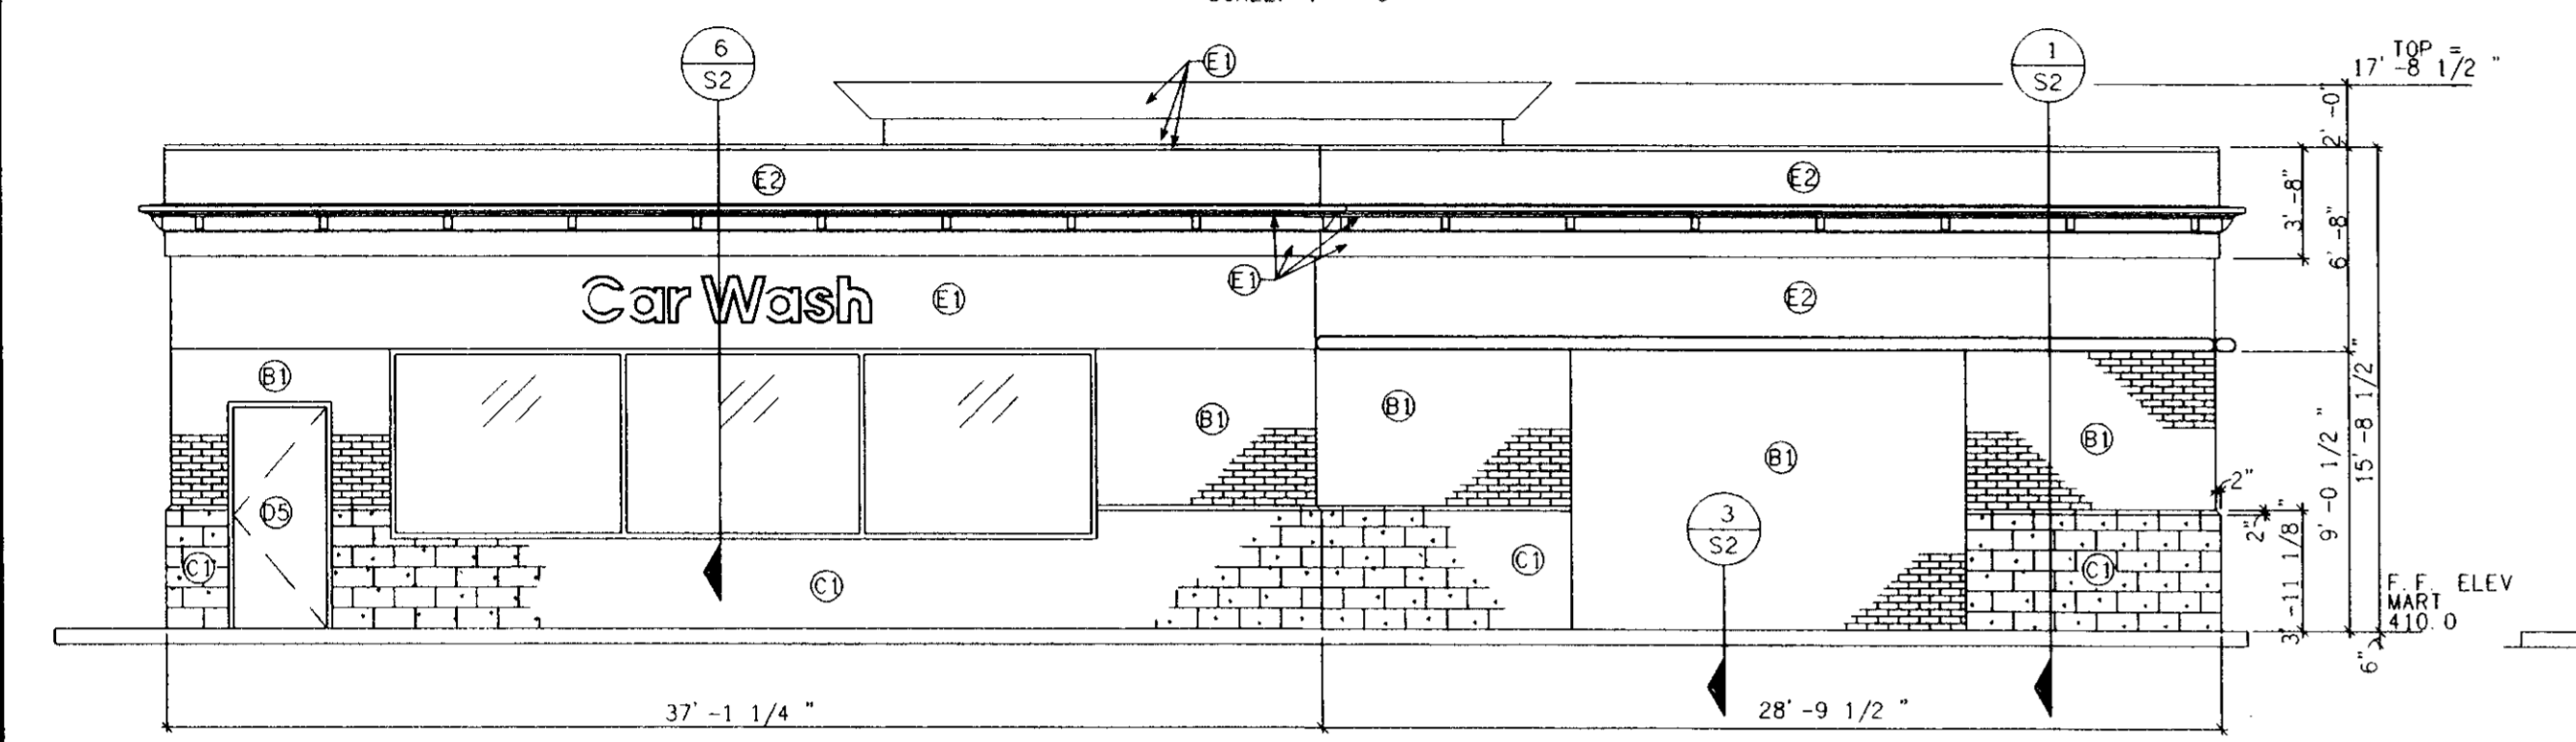 6
S2
E1
1
S2
TOP =
17' -8 1/2 "
2' -0"
E2
E2
3' -8"
6' -8"
E1
Car Wash
E1
E2
B1
B1
B1
B1
B1
15' -8 1/2"
9' -0 1/2 "
2"
2"
D5
3
S2
C1
C1
C1
C1
3' -11 1/8"
F.F. ELEV
MART
410.0
6"
37' -1 1/4 "
28' -9 1/2 "